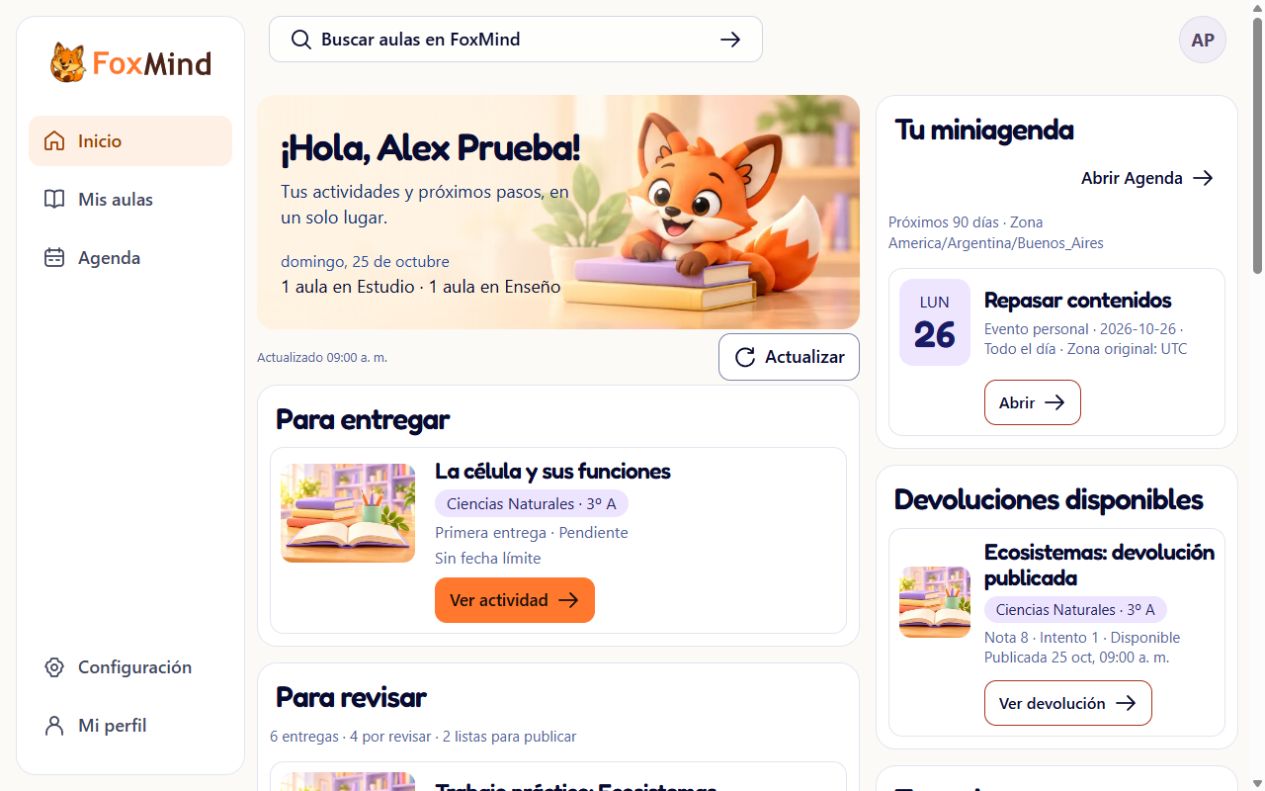 FoxMind
Inicio
Mis aulas
Agenda
Configuración
Mi perfil
Buscar aulas en FoxMind
AP
¡Hola, Alex Prueba!
Tus actividades y próximos pasos, en
un solo lugar.
domingo, 25 de octubre
1 aula en Estudio · 1 aula en Enseño
Actualizado 09:00 a. m.
Actualizar
Para entregar
La célula y sus funciones
Ciencias Naturales · 3º A
Primera entrega · Pendiente
Sin fecha límite
Ver actividad
Para revisar
6 entregas · 4 por revisar · 2 listas para publicar
Trabajo práctico: Ecosistemas
Tu miniagenda
Abrir Agenda
Próximos 90 días · Zona
America/Argentina/Buenos_Aires
LUN
26
Repasar contenidos
Evento personal · 2026-10-26 ·
Todo el día · Zona original: UTC
Abrir
Devoluciones disponibles
Ecosistemas: devolución
publicada
Ciencias Naturales · 3º A
Nota 8 · Intento 1 · Disponible
Publicada 25 oct, 09:00 a. m.
Ver devolución